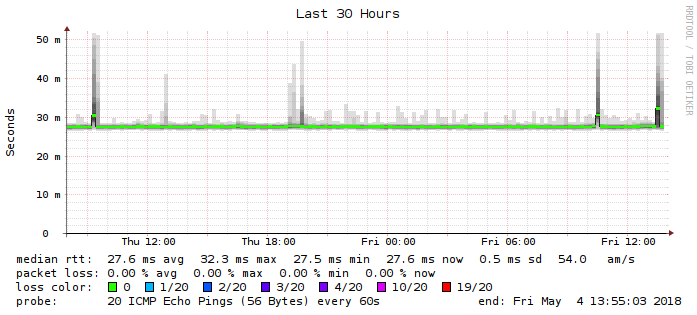 Last 30 Hours
RRDTOOL / TOBI OETIKER
Seconds
50 m
40 m
30 m
20 m
10 m
0
Thu 12:00 Thu 18:00 Fri 00:00 Fri 06:00 Fri 12:00
median rtt: 27.6 ms avg 32.3 ms max 27.5 ms min 27.6 ms now 0.5 ms sd 54.0 am/s
packet loss: 0.00 % avg 0.00 % max 0.00 % min 0.00 % now
loss color: 0 1/20 2/20 3/20 4/20 10/20 19/20
probe: 20 ICMP Echo Pings (56 Bytes) every 60s end: Fri May 4 13:55:03 2018